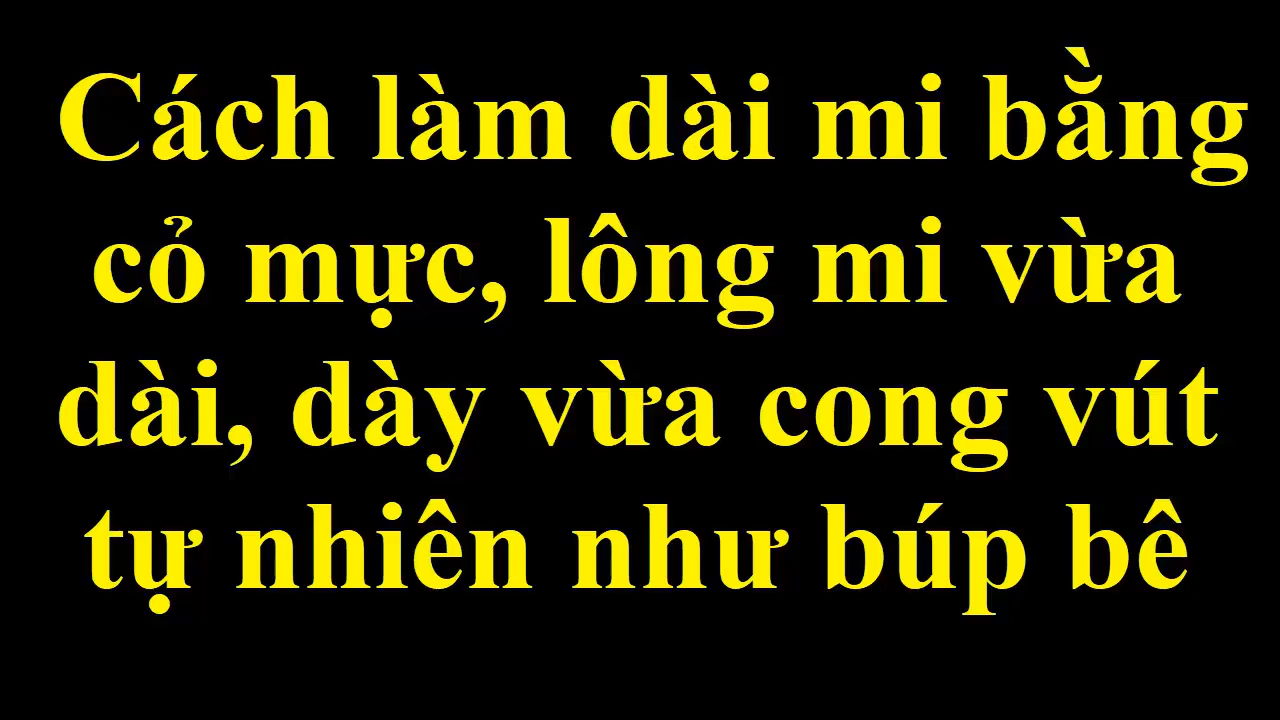 Cách làm dài mi bằng
cỏ mực, lông mi vừa
dài, dày vừa cong vút
tự nhiên như búp bê